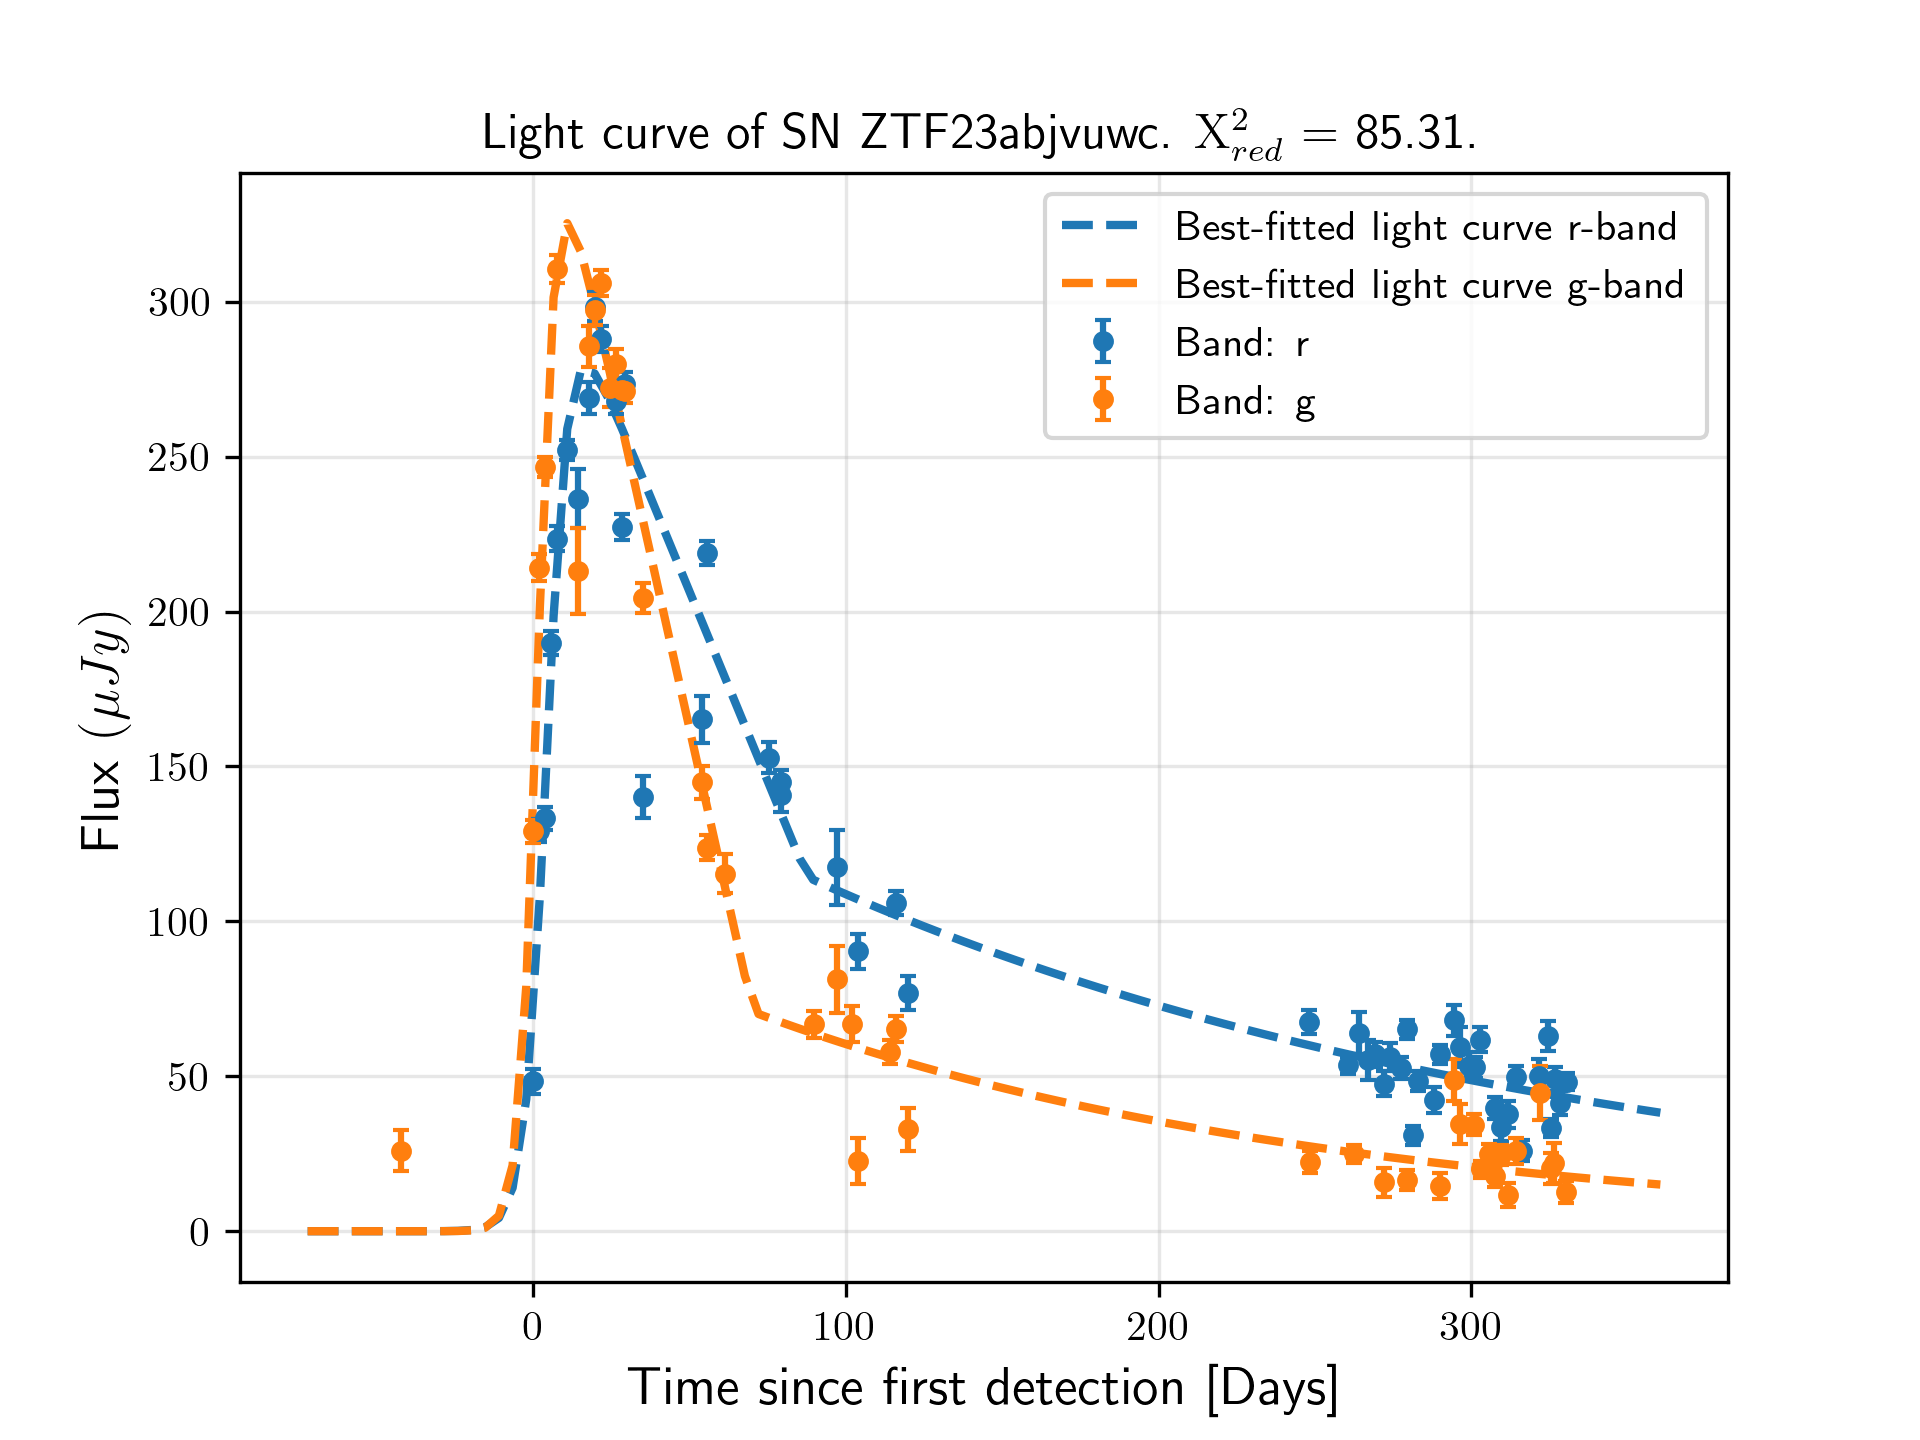 Light curve of SN ZTF23abjvuwc. X²_red = 85.31.
Best-fitted light curve r-band
Best-fitted light curve g-band
Band: r
Band: g
Flux (μJy)
300
250
200
150
100
50
0
0 100 200 300
Time since first detection [Days]